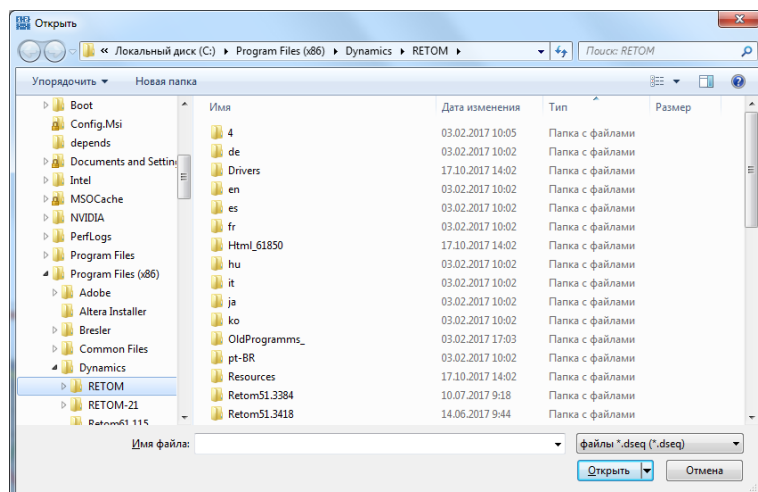 Открыть
« Локальный диск (C:) ▸ Program Files (x86) ▸ Dynamics ▸ RETOM ▸ Поиск: RETOM
Упорядочить ▾ Новая папка
Имя Дата изменения Тип Размер
Boot
Config.Msi
depends
Documents and Setting
Intel
MSOCache
NVIDIA
PerfLogs
Program Files
Program Files (x86)
Adobe
Altera Installer
Bresler
Common Files
Dynamics
RETOM
RETOM-21
Retom61.115
4 03.02.2017 10:05 Папка с файлами
de 03.02.2017 10:02 Папка с файлами
Drivers 17.10.2017 14:02 Папка с файлами
en 03.02.2017 10:02 Папка с файлами
es 03.02.2017 10:02 Папка с файлами
fr 03.02.2017 10:02 Папка с файлами
Html_61850 17.10.2017 14:02 Папка с файлами
hu 03.02.2017 10:02 Папка с файлами
it 03.02.2017 10:02 Папка с файлами
ja 03.02.2017 10:02 Папка с файлами
ko 03.02.2017 10:02 Папка с файлами
OldProgramms_ 03.02.2017 17:03 Папка с файлами
pt-BR 03.02.2017 10:02 Папка с файлами
Resources 17.10.2017 14:02 Папка с файлами
Retom51.3384 10.07.2017 9:18 Папка с файлами
Retom51.3418 14.06.2017 9:44 Папка с файлами
Имя файла: файлы *.dseq (*.dseq)
Открыть Отмена